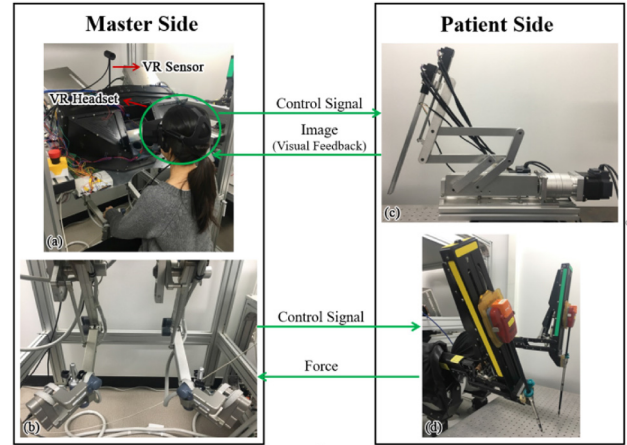 Master Side
Patient Side
VR Sensor
VR Headset
Control Signal
Image
(Visual Feedback)
(a)
(c)
Control Signal
Force
(b)
(d)